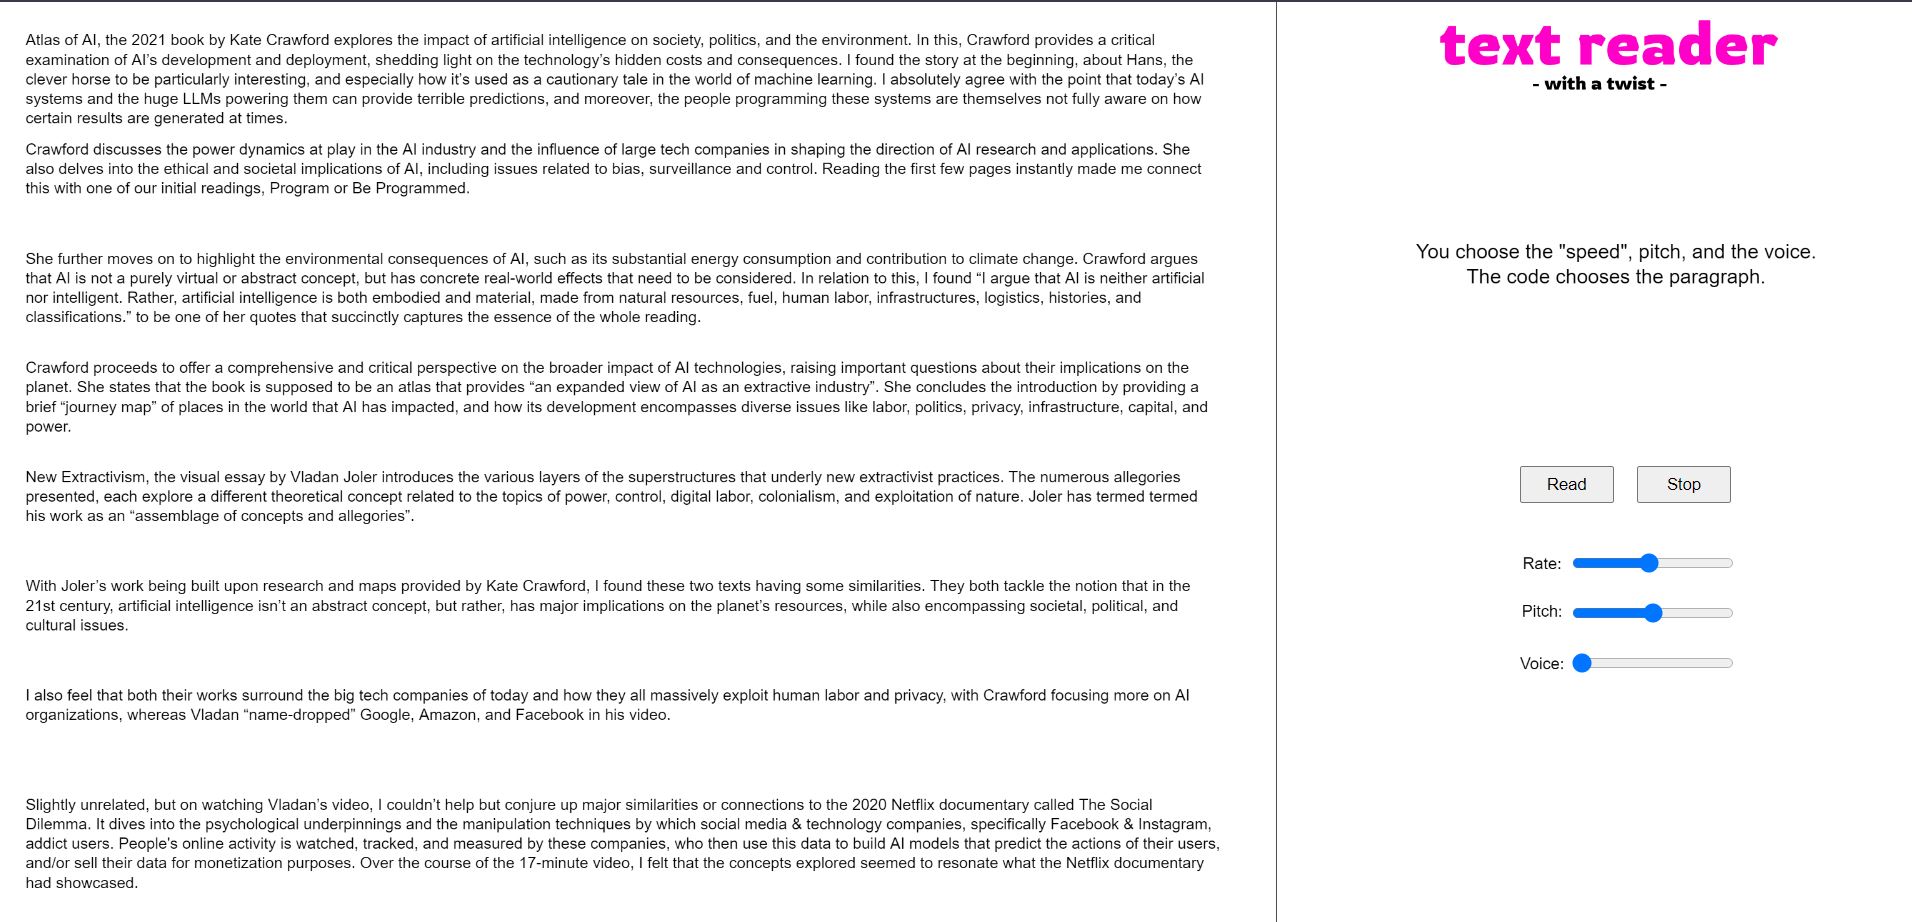 Atlas of AI, the 2021 book by Kate Crawford explores the impact of artificial intelligence on society, politics, and the environment. In this, Crawford provides a critical
examination of AI's development and deployment, shedding light on the technology's hidden costs and consequences. I found the story at the beginning, about Hans, the
clever horse to be particularly interesting, and especially how it's used as a cautionary tale in the world of machine learning. I absolutely agree with the point that today's AI
systems and the huge LLMs powering them can provide terrible predictions, and moreover, the people programming these systems are themselves not fully aware on how
certain results are generated at times.
Crawford discusses the power dynamics at play in the AI industry and the influence of large tech companies in shaping the direction of AI research and applications. She
also delves into the ethical and societal implications of AI, including issues related to bias, surveillance and control. Reading the first few pages instantly made me connect
this with one of our initial readings, Program or Be Programmed.
She further moves on to highlight the environmental consequences of AI, such as its substantial energy consumption and contribution to climate change. Crawford argues
that AI is not a purely virtual or abstract concept, but has concrete real-world effects that need to be considered. In relation to this, I found “I argue that AI is neither artificial
nor intelligent. Rather, artificial intelligence is both embodied and material, made from natural resources, fuel, human labor, infrastructures, logistics, histories, and
classifications.” to be one of her quotes that succinctly captures the essence of the whole reading.
Crawford proceeds to offer a comprehensive and critical perspective on the broader impact of AI technologies, raising important questions about their implications on the
planet. She states that the book is supposed to be an atlas that provides “an expanded view of AI as an extractive industry”. She concludes the introduction by providing a
brief “journey map” of places in the world that AI has impacted, and how its development encompasses diverse issues like labor, politics, privacy, infrastructure, capital, and
power.
New Extractivism, the visual essay by Vladan Joler introduces the various layers of the superstructures that underly new extractivist practices. The numerous allegories
presented, each explore a different theoretical concept related to the topics of power, control, digital labor, colonialism, and exploitation of nature. Joler has termed termed
his work as an “assemblage of concepts and allegories”.
With Joler's work being built upon research and maps provided by Kate Crawford, I found these two texts having some similarities. They both tackle the notion that in the
21st century, artificial intelligence isn't an abstract concept, but rather, has major implications on the planet's resources, while also encompassing societal, political, and
cultural issues.
I also feel that both their works surround the big tech companies of today and how they all massively exploit human labor and privacy, with Crawford focusing more on AI
organizations, whereas Vladan “name-dropped” Google, Amazon, and Facebook in his video.
Slightly unrelated, but on watching Vladan's video, I couldn't help but conjure up major similarities or connections to the 2020 Netflix documentary called The Social
Dilemma. It dives into the psychological underpinnings and the manipulation techniques by which social media & technology companies, specifically Facebook & Instagram,
addict users. People's online activity is watched, tracked, and measured by these companies, who then use this data to build AI models that predict the actions of their users,
and/or sell their data for monetization purposes. Over the course of the 17-minute video, I felt that the concepts explored seemed to resonate what the Netflix documentary
had showcased.
text reader
- with a twist -
You choose the "speed", pitch, and the voice.
The code chooses the paragraph.
Read
Stop
Rate:
Pitch:
Voice: